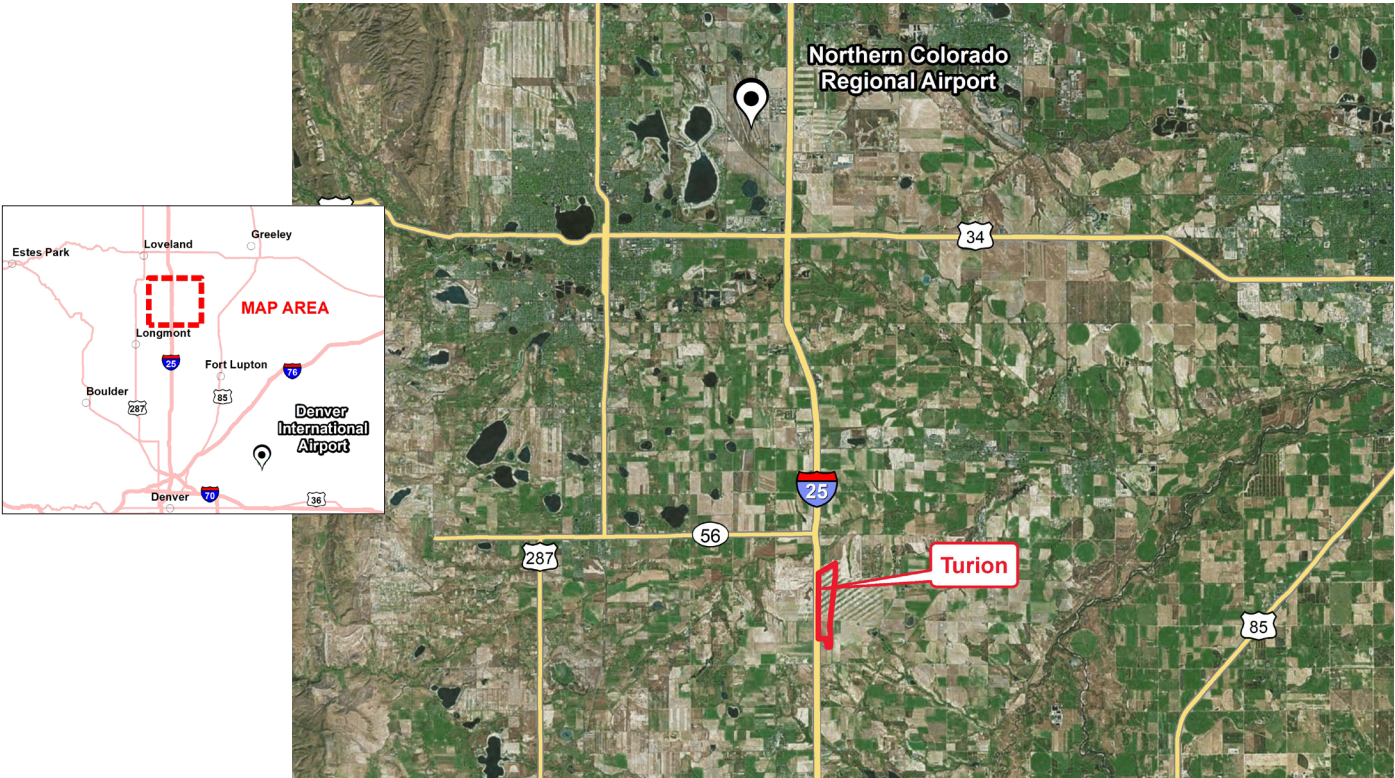 Northern Colorado
Regional Airport
34
25
56
287
Turion
85
Estes Park
Loveland
Greeley
MAP AREA
Longmont
25
Fort Lupton
76
Boulder
287
85
Denver
International
Airport
Denver
70
36